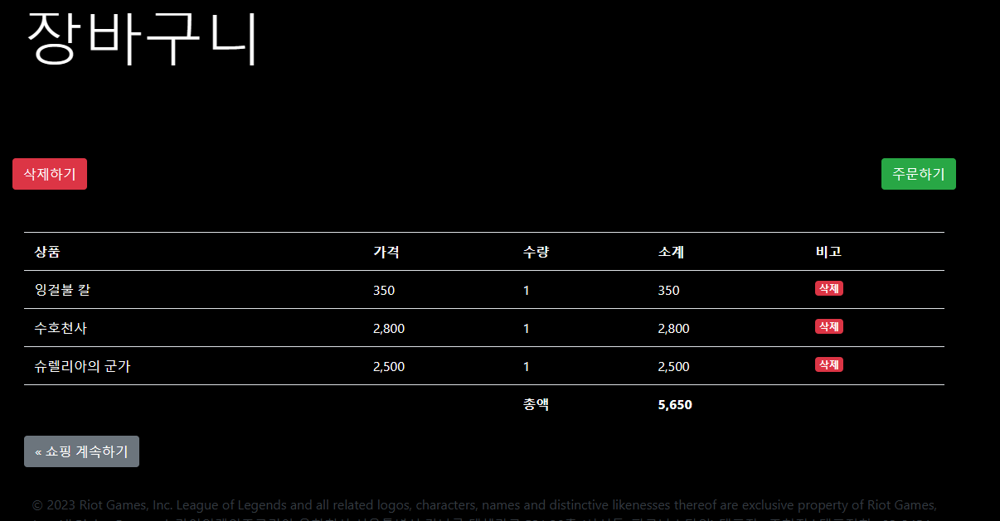 장바구니
삭제하기 주문하기
상품 가격 수량 소계 비고
잉걸불 칼 350 1 350 삭제
수호천사 2,800 1 2,800 삭제
슈렐리아의 군가 2,500 1 2,500 삭제
총액 5,650
« 쇼핑 계속하기
© 2023 Riot Games, Inc. League of Legends and all related logos, characters, names and distinctive likenesses thereof are exclusive property of Riot Games,